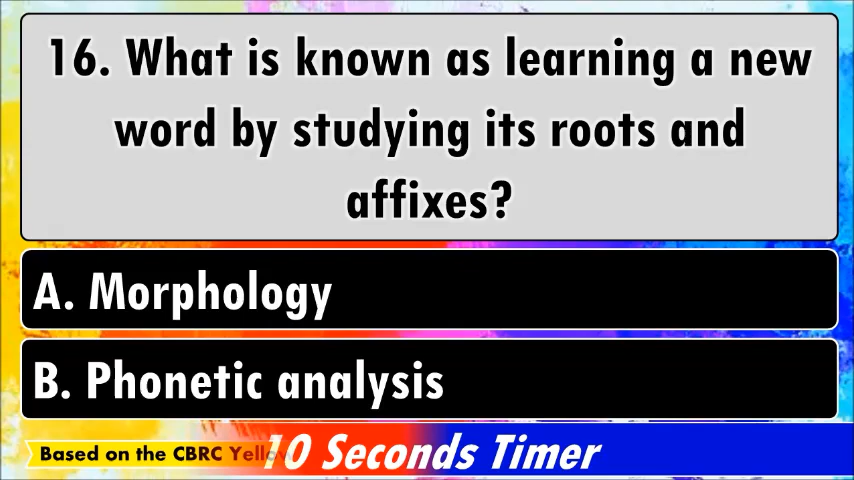 16. What is known as learning a new
word by studying its roots and
affixes?
A. Morphology
B. Phonetic analysis
Based on the CBRC Yellow
10 Seconds Timer